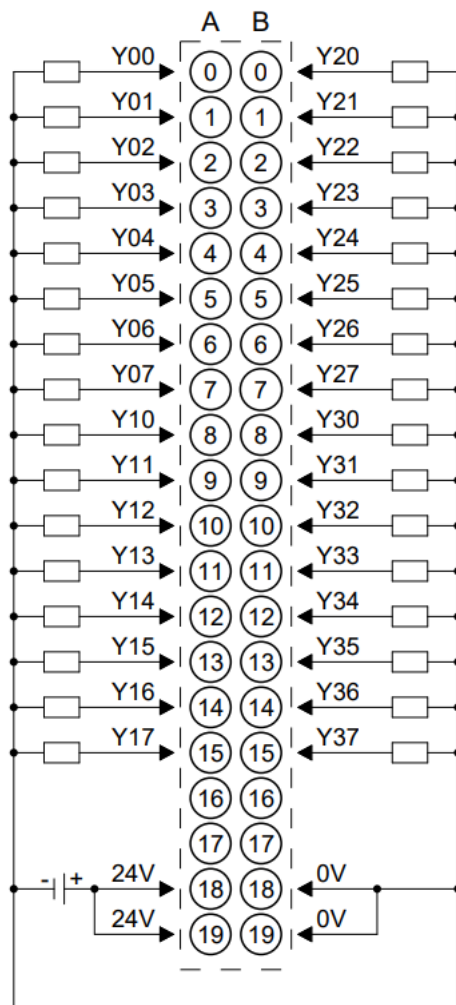 A B
Y00 0 0 Y20
Y01 1 1 Y21
Y02 2 2 Y22
Y03 3 3 Y23
Y04 4 4 Y24
Y05 5 5 Y25
Y06 6 6 Y26
Y07 7 7 Y27
Y10 8 8 Y30
Y11 9 9 Y31
Y12 10 10 Y32
Y13 11 11 Y33
Y14 12 12 Y34
Y15 13 13 Y35
Y16 14 14 Y36
Y17 15 15 Y37
16 16
17 17
- + 24V 18 18 0V
24V 19 19 0V